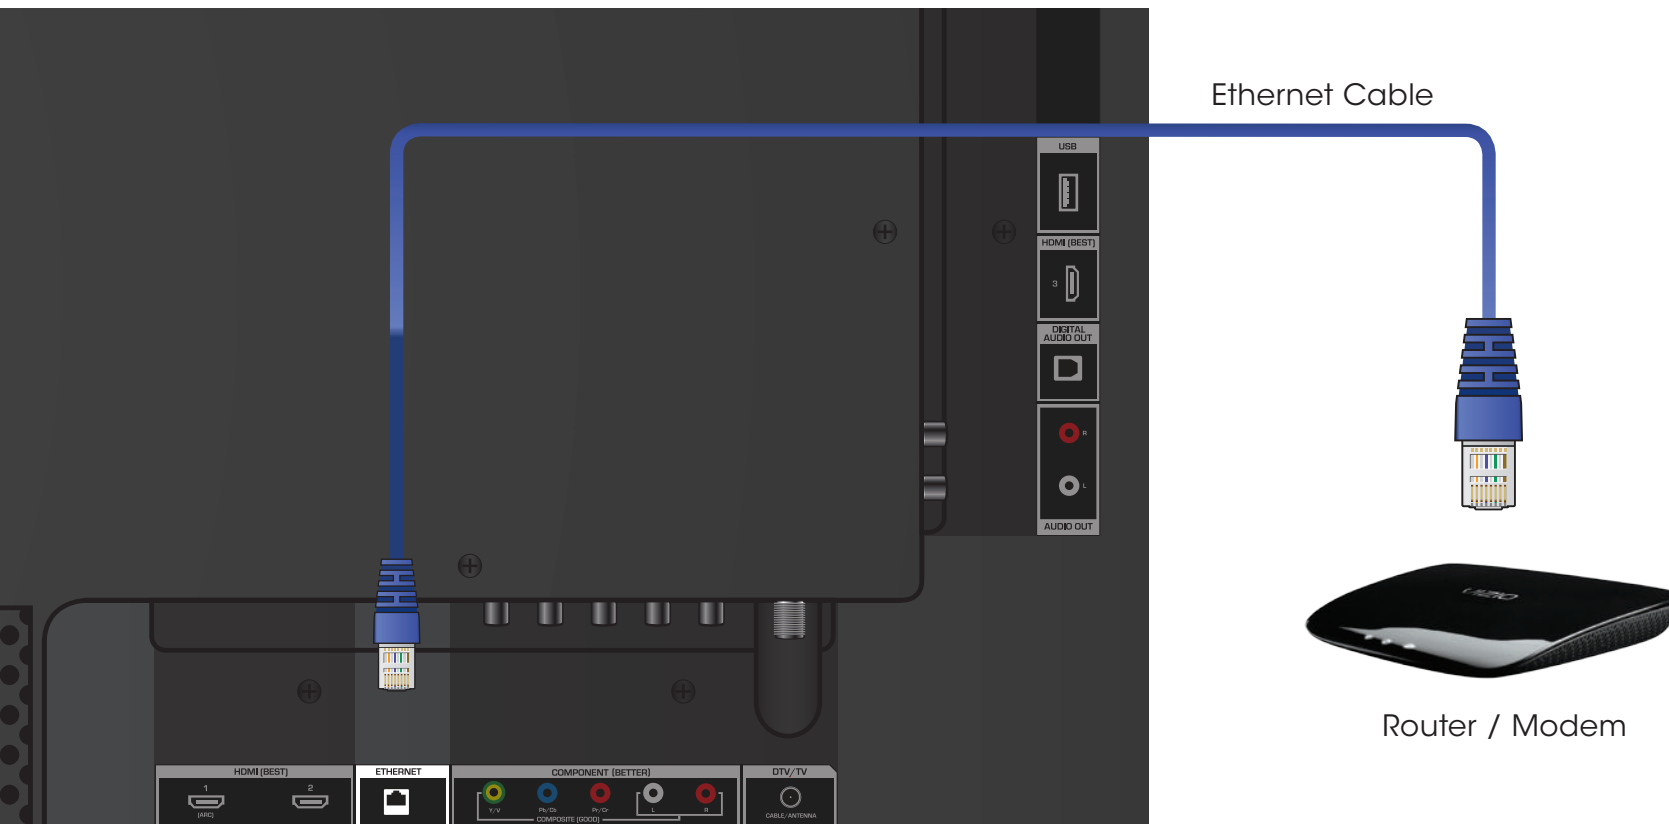 Ethernet Cable
USB
HDMI (BEST)
3
DIGITAL
AUDIO OUT
R
L
AUDIO OUT
VIZIO
Router / Modem
HDMI (BEST)
1
2
(ARC)
ETHERNET
COMPONENT (BETTER)
Y/V
Pb/Cb
Pr/Cr
L
R
COMPOSITE (GOOD)
DTV/TV
CABLE/ANTENNA